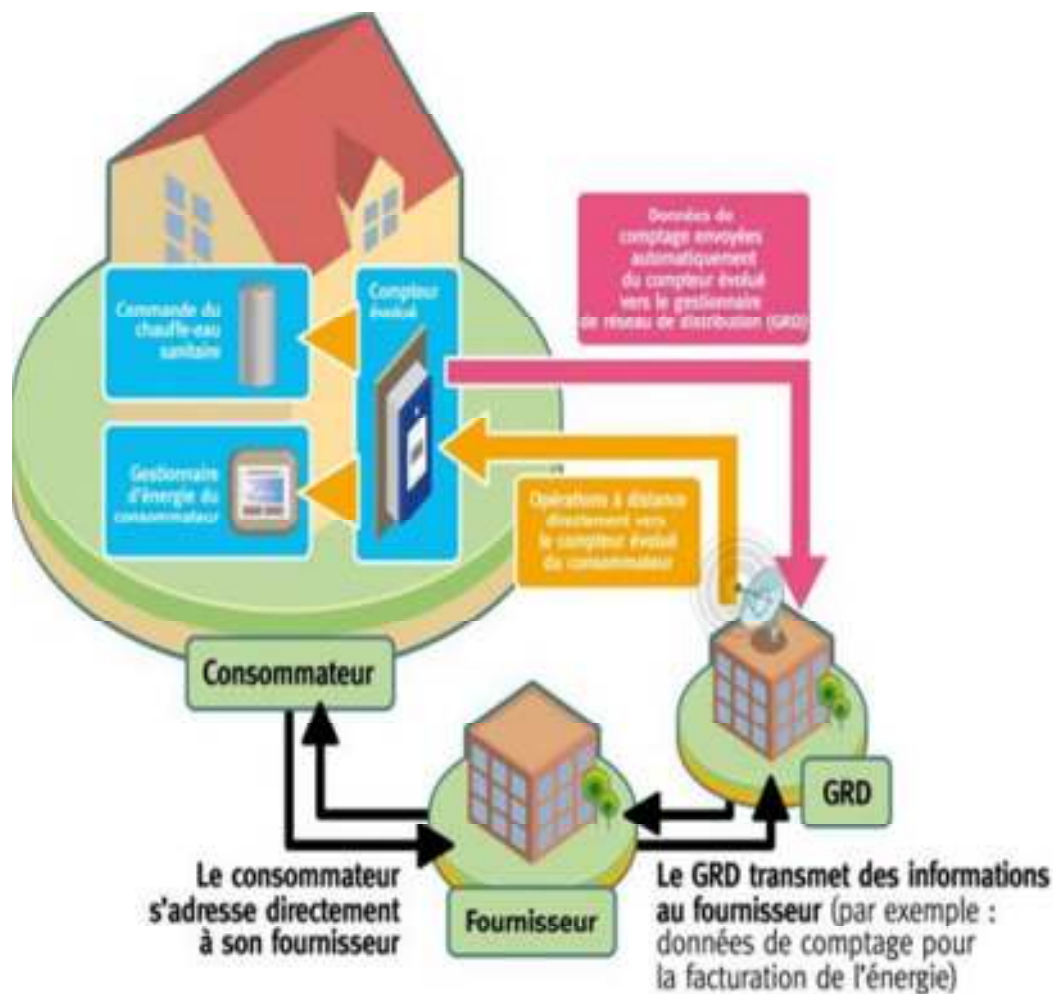 Données de
comptage envoyées
automatiquement
du compteur évolué
vers le gestionnaire
de réseau de distribution (GRD)
Commande du
chauffe-eau
sanitaire
Compteur
évolué
Gestionnaire
d'énergie du
consommateur
Opérations à distance
directement vers
le compteur évolué
du consommateur
Consommateur
GRD
Le consommateur
s'adresse directement
à son fournisseur
Fournisseur
Le GRD transmet des informations
au fournisseur (par exemple :
données de comptage pour
la facturation de l'énergie)